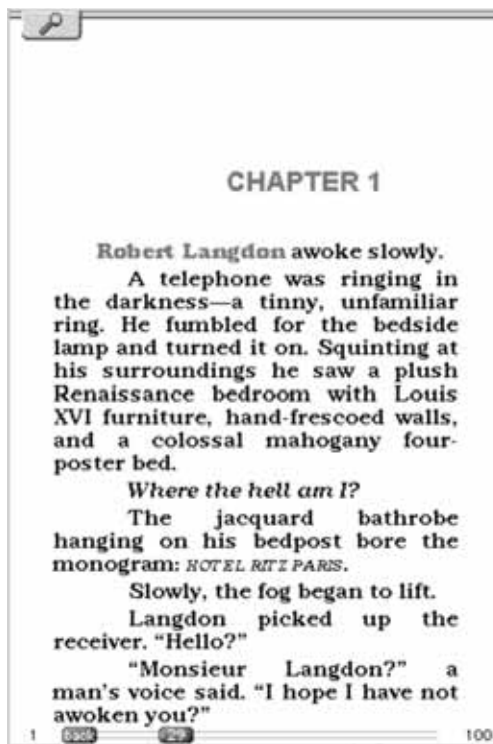 CHAPTER 1
Robert Langdon awoke slowly.
A telephone was ringing in
the darkness—a tinny, unfamiliar
ring. He fumbled for the bedside
lamp and turned it on. Squinting at
his surroundings he saw a plush
Renaissance bedroom with Louis
XVI furniture, hand-frescoed walls,
and a colossal mahogany four-
poster bed.
Where the hell am I?
The jacquard bathrobe
hanging on his bedpost bore the
monogram: HOTEL RITZ PARIS.
Slowly, the fog began to lift.
Langdon picked up the
receiver. “Hello?”
“Monsieur Langdon?” a
man's voice said. “I hope I have not
awoken you?”
1 back 29 100